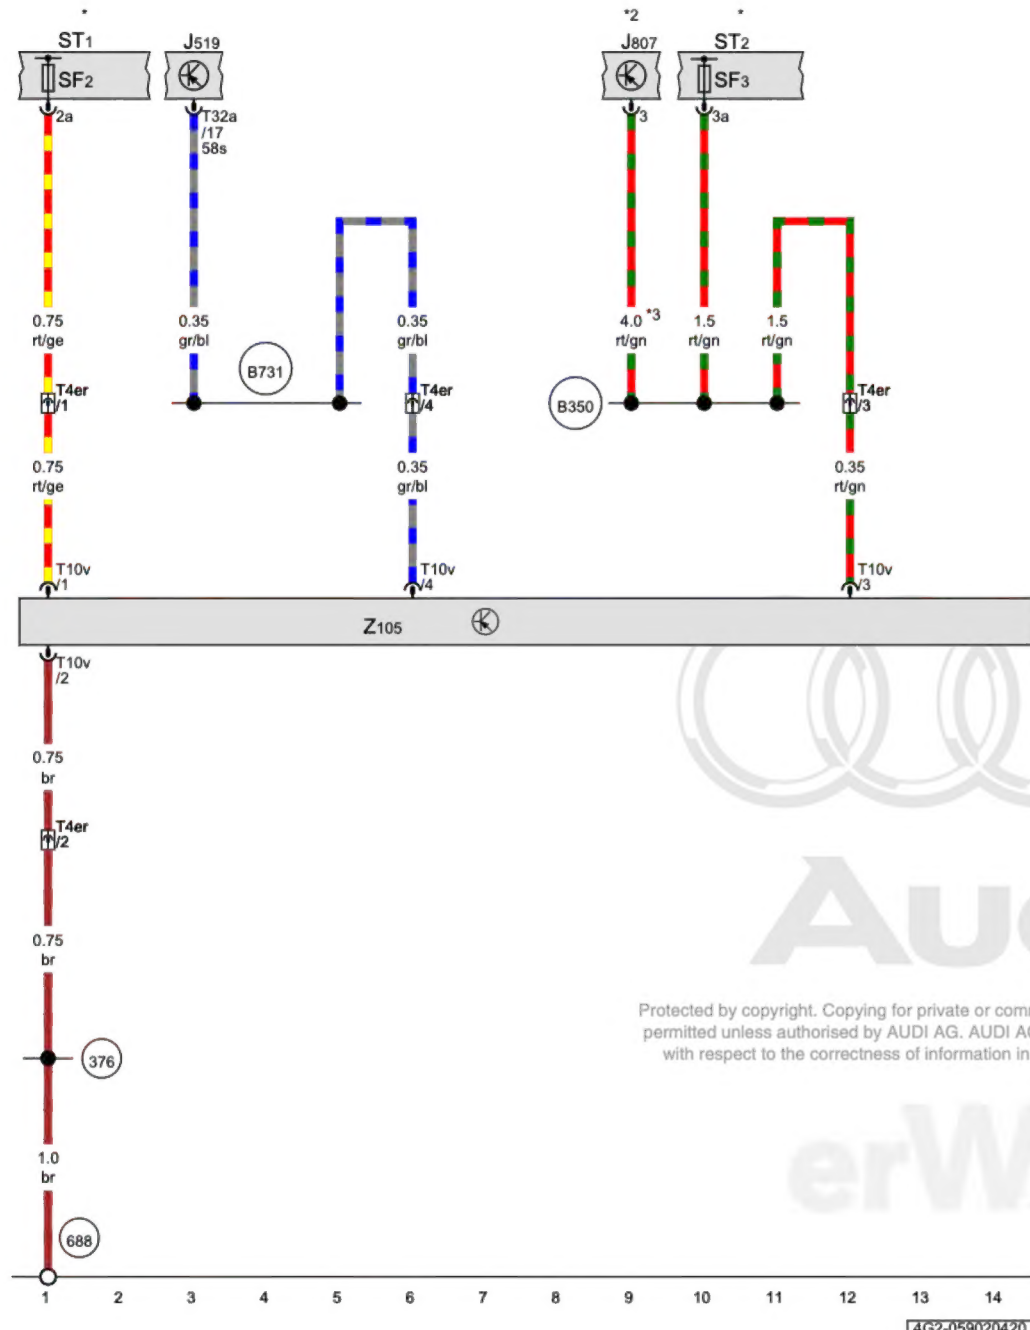 * *2 *
ST1 J519 J807 ST2
SF2 SF3
2a T32a 3 3a
/17
58s
0.75 0.35 0.35 4.0 *3 1.5 1.5
rt/ge gr/bl gr/bl rt/gn rt/gn rt/gn
B731
T4er T4er B350 T4er
/1 /4 /3
0.75 0.35 0.35
rt/ge gr/bl rt/gn
T10v T10v T10v
/1 /4 /3
Z105
T10v
/2
0.75
br
T4er
/2
Aud
0.75
br
Protected by copyright. Copying for private or com
permitted unless authorised by AUDI AG. AUDI AG
with respect to the correctness of information in
376
erW
1.0
br
688
1 2 3 4 5 6 7 8 9 10 11 12 13 14
4G2-059020420